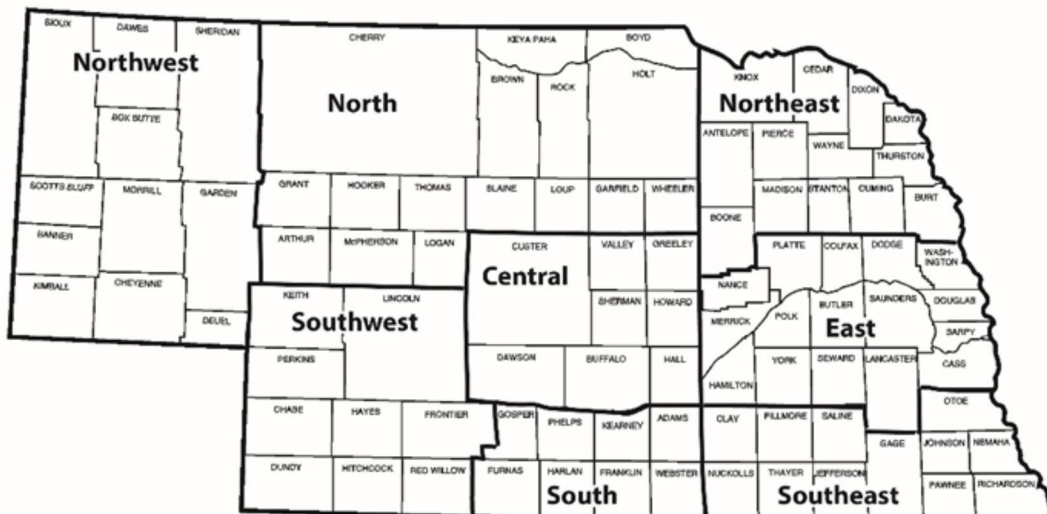 SIOUX
DAWES
SHERIDAN
Northwest
BOX BUTTE
SCOTTS BLUFF
MORRILL
GARDEN
BANNER
KIMBALL
CHEYENNE
DEUEL
CHERRY
KEYA PAHA
BOYD
North
BROWN
ROCK
HOLT
GRANT
HOOKER
THOMAS
BLAINE
LOUP
GARFIELD
WHEELER
ARTHUR
McPHERSON
LOGAN
KNOX
CEDAR
DIXON
Northeast
DAKOTA
ANTELOPE
PIERCE
WAYNE
THURSTON
MADISON
STANTON
CUMING
BURT
BOONE
CUSTER
VALLEY
GREELEY
Central
SHERMAN
HOWARD
DAWSON
BUFFALO
HALL
PLATTE
COLFAX
DODGE
WASH-
INGTON
NANCE
MERRICK
POLK
BUTLER
SAUNDERS
DOUGLAS
East
SARPY
HAMILTON
YORK
SEWARD
LANCASTER
CASS
KEITH
LINCOLN
Southwest
PERKINS
CHASE
HAYES
FRONTIER
DUNDY
HITCHCOCK
RED WILLOW
GOSPER
PHELPS
KEARNEY
ADAMS
FURNAS
HARLAN
FRANKLIN
WEBSTER
South
CLAY
FILLMORE
SALINE
OTOE
GAGE
JOHNSON
NEMAHA
NUCKOLLS
THAYER
JEFFERSON
PAWNEE
RICHARDSON
Southeast